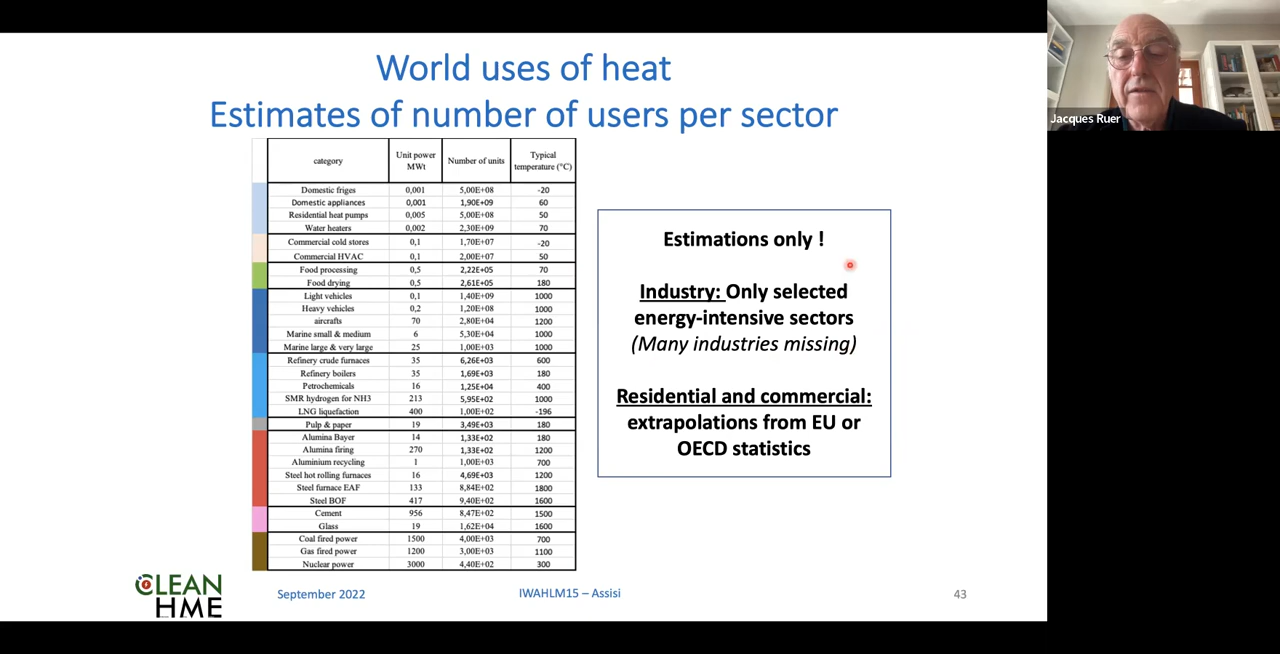 World uses of heat
Estimates of number of users per sector
category Unit power MWt Number of units Typical temperature (°C)
Domestic friges 0,001 5,00E+08 -20
Domestic appliances 0,001 1,90E+09 60
Residential heat pumps 0,005 5,00E+08 50
Water heaters 0,002 2,30E+09 70
Commercial cold stores 0,1 1,70E+07 -20
Commercial HVAC 0,1 2,00E+07 50
Food processing 0,5 2,22E+05 70
Food drying 0,5 2,61E+05 180
Light vehicles 0,1 1,40E+09 1000
Heavy vehicles 0,2 1,20E+08 1000
aircrafts 70 2,80E+04 1200
Marine small & medium 6 5,30E+04 1000
Marine large & very large 25 1,00E+03 1000
Refinery crude furnaces 35 6,26E+03 600
Refinery boilers 35 1,69E+03 180
Petrochemicals 16 1,25E+04 400
SMR hydrogen for NH3 213 5,95E+02 1000
LNG liquefaction 400 1,00E+02 -196
Pulp & paper 19 3,49E+03 180
Alumina Bayer 14 1,33E+02 180
Alumina firing 270 1,33E+02 1200
Aluminium recycling 1 1,00E+03 700
Steel hot rolling furnaces 16 4,69E+03 1200
Steel furnace EAF 133 8,84E+02 1800
Steel BOF 417 9,40E+02 1600
Cement 956 8,47E+02 1500
Glass 19 1,62E+04 1600
Coal fired power 1500 4,00E+03 700
Gas fired power 1200 3,00E+03 1100
Nuclear power 3000 4,40E+02 300
Estimations only !
Industry: Only selected
energy-intensive sectors
(Many industries missing)
Residential and commercial:
extrapolations from EU or
OECD statistics
CLEAN
HME
September 2022
IWAHLM15 – Assisi
43
Jacques Ruer